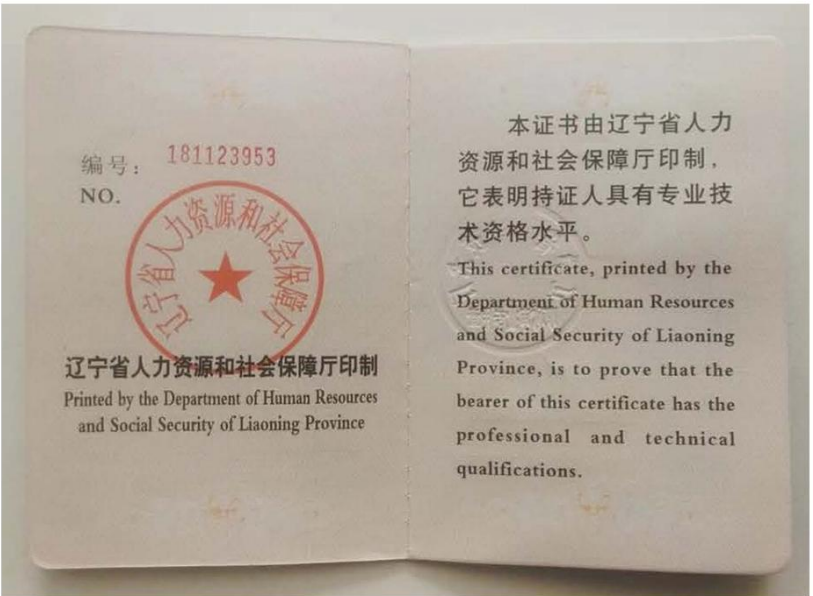 编号： 181123953
NO.
辽宁省人力资源和社会保障厅
辽宁省人力资源和社会保障厅印制
Printed by the Department of Human Resources
and Social Security of Liaoning Province
本证书由辽宁省人力
资源和社会保障厅印制，
它表明持证人具有专业技
术资格水平。
This certificate, printed by the
Department of Human Resources
and Social Security of Liaoning
Province, is to prove that the
bearer of this certificate has the
professional and technical
qualifications.